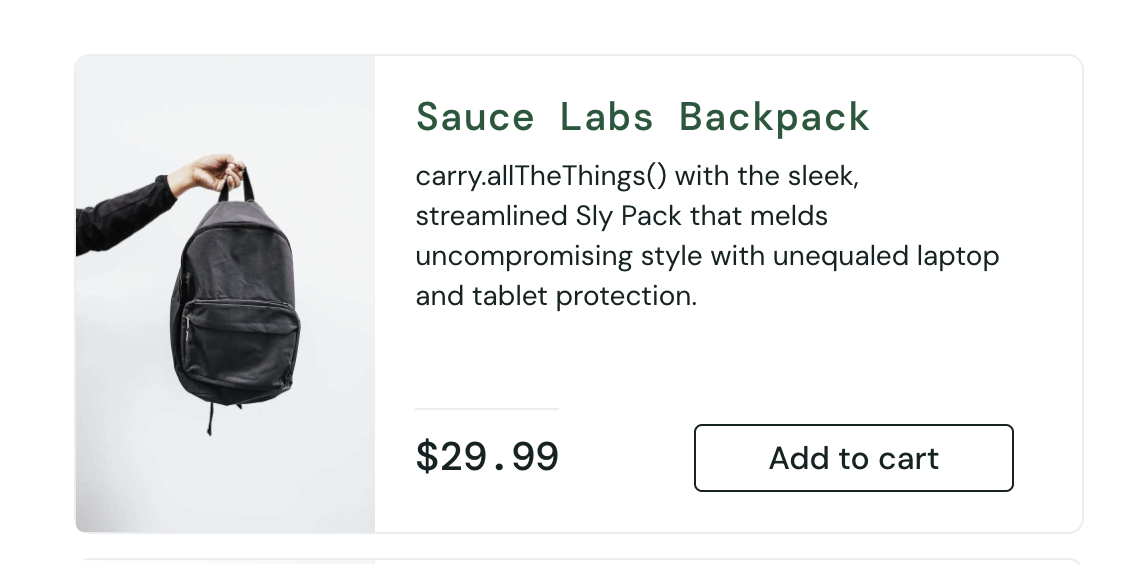 Sauce Labs Backpack
carry.allTheThings() with the sleek,
streamlined Sly Pack that melds
uncompromising style with unequaled laptop
and tablet protection.
$29.99
Add to cart